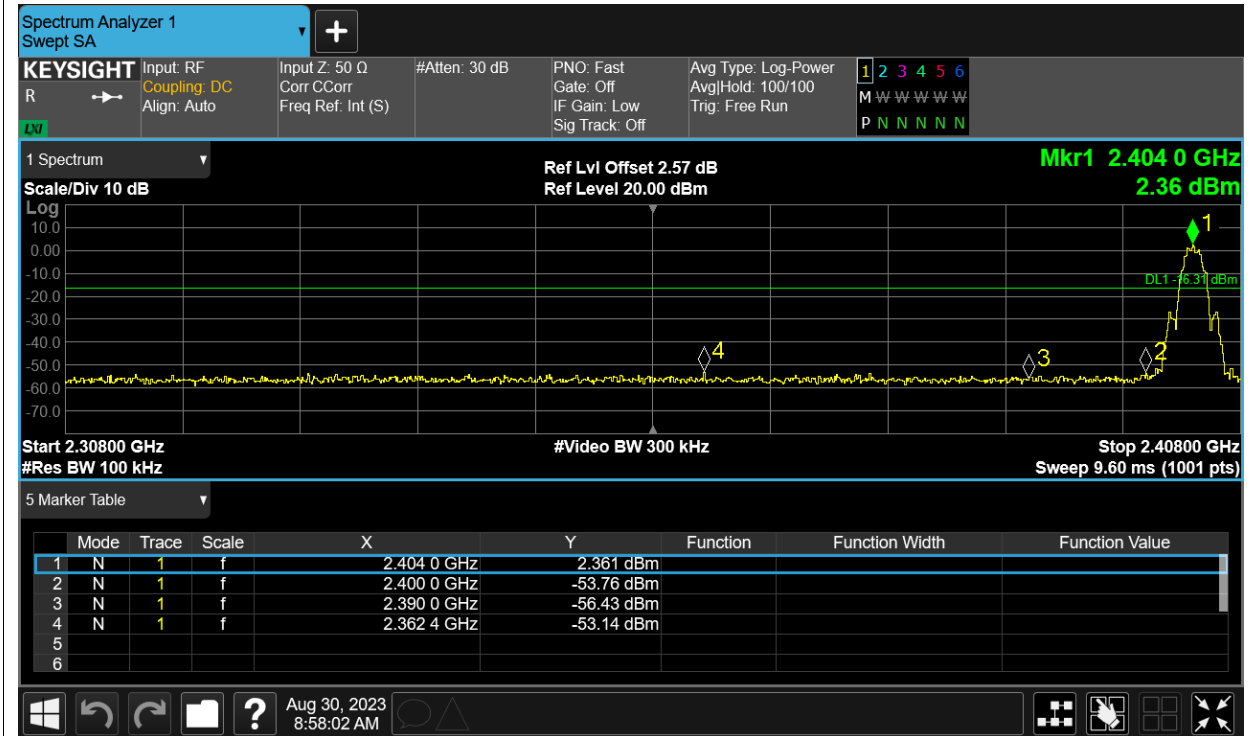 Spectrum Analyzer 1
Swept SA
KEYSIGHT
R
LXI
Input: RF
Coupling: DC
Align: Auto
Input Z: 50 Ω
Corr CCorr
Freq Ref: Int (S)
#Atten: 30 dB
PNO: Fast
Gate: Off
IF Gain: Low
Sig Track: Off
Avg Type: Log-Power
Avg|Hold: 100/100
Trig: Free Run
1 2 3 4 5 6
M W W W W W
P N N N N N
1 Spectrum
Scale/Div 10 dB
Ref Lvl Offset 2.57 dB
Ref Level 20.00 dBm
Mkr1 2.404 0 GHz
2.36 dBm
Log
10.0
0.00
-10.0
-20.0
-30.0
-40.0
-50.0
-60.0
-70.0
1
DL1 -16.31 dBm
4
3
2
Start 2.30800 GHz
#Video BW 300 kHz
Stop 2.40800 GHz
#Res BW 100 kHz
Sweep 9.60 ms (1001 pts)
5 Marker Table
Mode Trace Scale X Y Function Function Width Function Value
1 N 1 f 2.404 0 GHz 2.361 dBm
2 N 1 f 2.400 0 GHz -53.76 dBm
3 N 1 f 2.390 0 GHz -56.43 dBm
4 N 1 f 2.362 4 GHz -53.14 dBm
5
6
?
Aug 30, 2023
8:58:02 AM